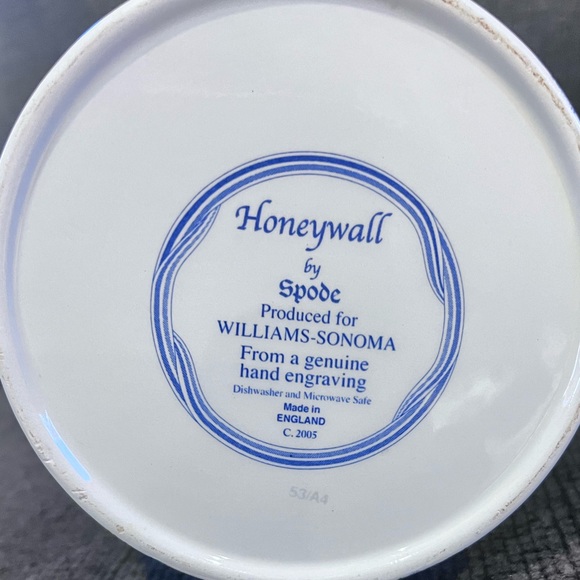 Honeywall
by
Spode
Produced for
WILLIAMS-SONOMA
From a genuine
hand engraving
Dishwasher and Microwave Safe
Made in
ENGLAND
C. 2005
53/A4